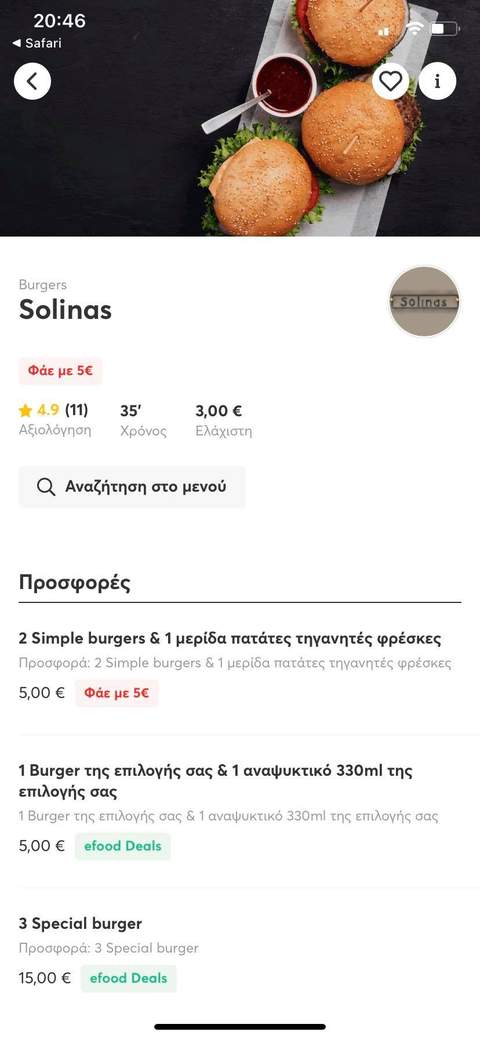 20:46
◀ Safari
i
Burgers
Solinas
Solinas
Φάε με 5€
4.9 (11) 35' 3,00 €
Αξιολόγηση Χρόνος Ελάχιστη
Αναζήτηση στο μενού
Προσφορές
2 Simple burgers & 1 μερίδα πατάτες τηγανητές φρέσκες
Προσφορά: 2 Simple burgers & 1 μερίδα πατάτες τηγανητές φρέσκες
5,00 € Φάε με 5€
1 Burger της επιλογής σας & 1 αναψυκτικό 330ml της
επιλογής σας
1 Burger της επιλογής σας & 1 αναψυκτικό 330ml της επιλογής σας
5,00 € efood Deals
3 Special burger
Προσφορά: 3 Special burger
15,00 € efood Deals